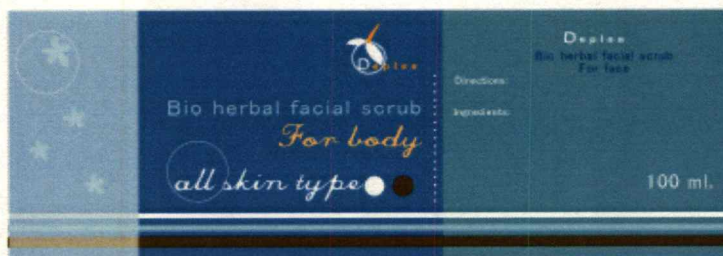 Deplee
Bio herbal facial scrub
For body
all skin type
Deplee
Bio herbal facial scrub
For face
Directions:
Ingredients:
100 ml.